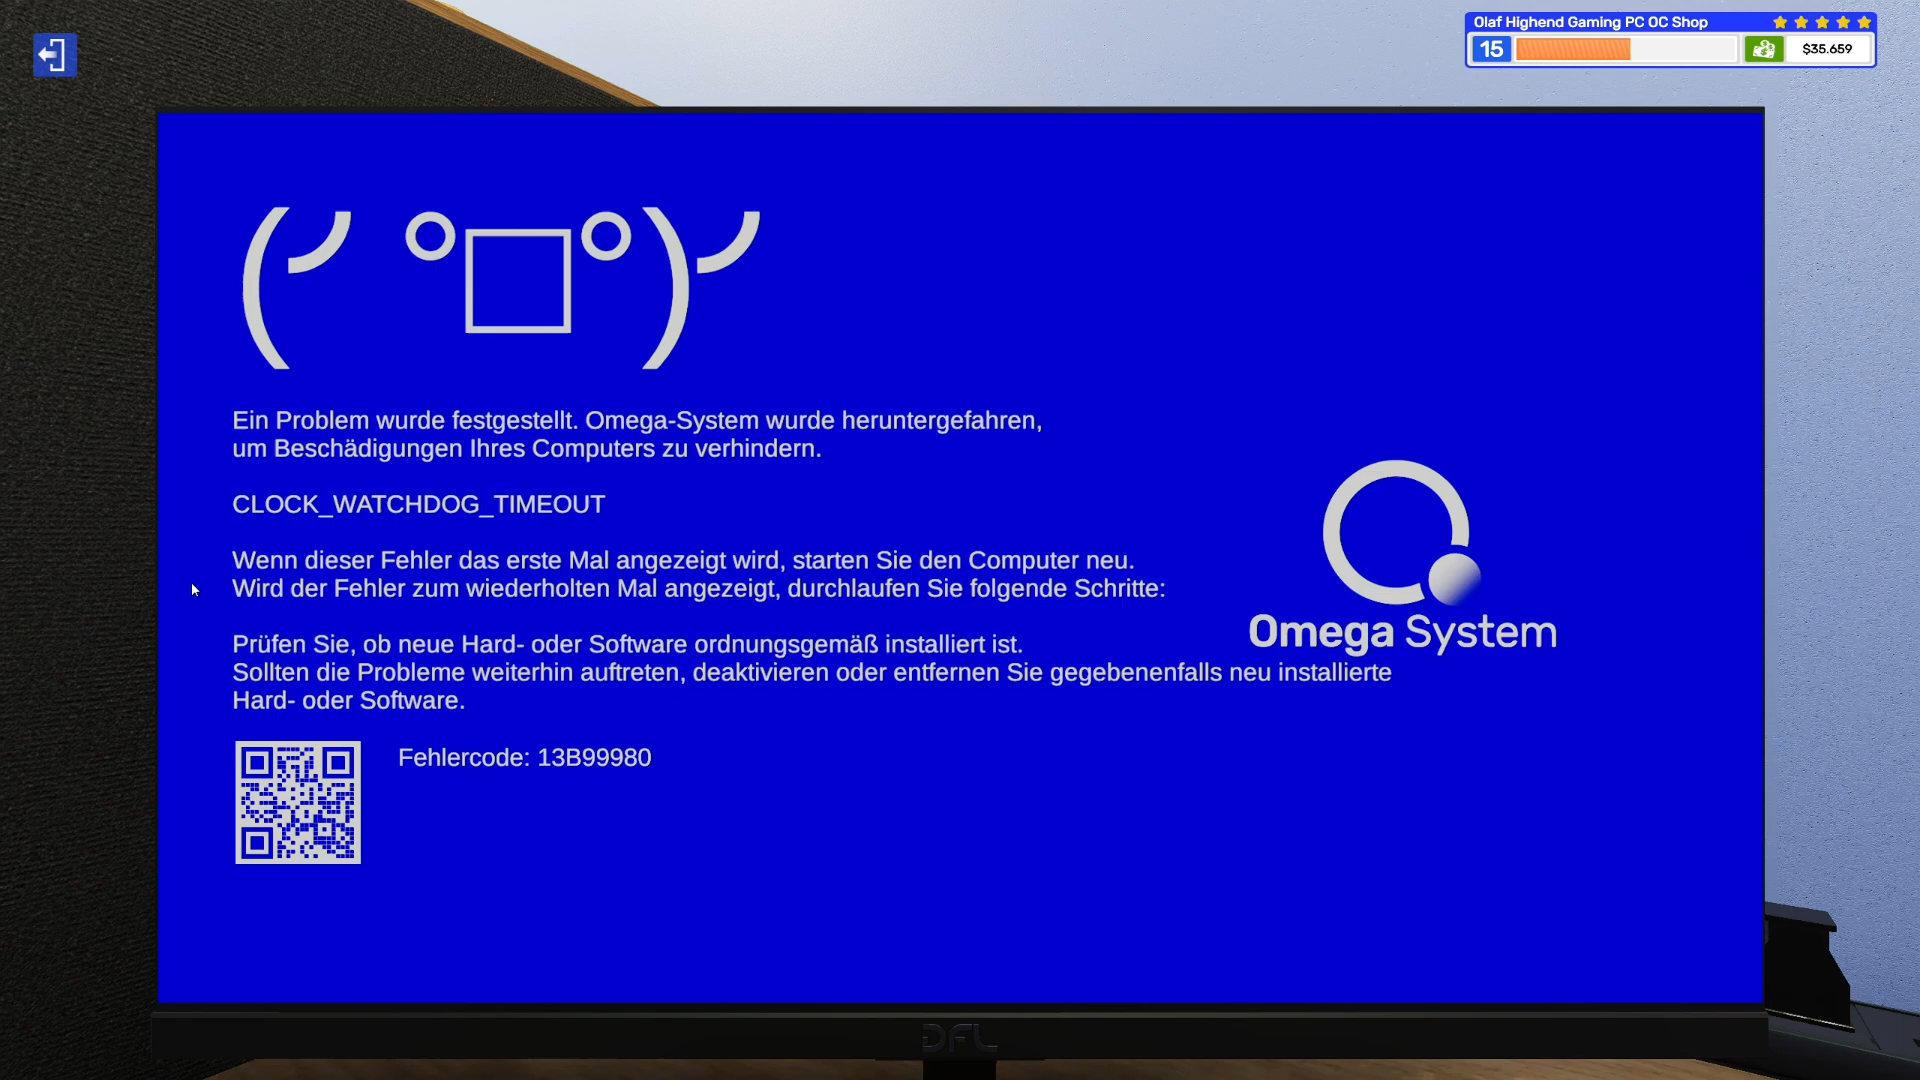 Olaf Highend Gaming PC OC Shop
15
$35.659
(╯ °□°)╯
Ein Problem wurde festgestellt. Omega-System wurde heruntergefahren,
um Beschädigungen Ihres Computers zu verhindern.
CLOCK_WATCHDOG_TIMEOUT
Wenn dieser Fehler das erste Mal angezeigt wird, starten Sie den Computer neu.
Wird der Fehler zum wiederholten Mal angezeigt, durchlaufen Sie folgende Schritte:
Prüfen Sie, ob neue Hard- oder Software ordnungsgemäß installiert ist.
Sollten die Probleme weiterhin auftreten, deaktivieren oder entfernen Sie gegebenenfalls neu installierte
Hard- oder Software.
Omega System
Fehlercode: 13B99980
DFL